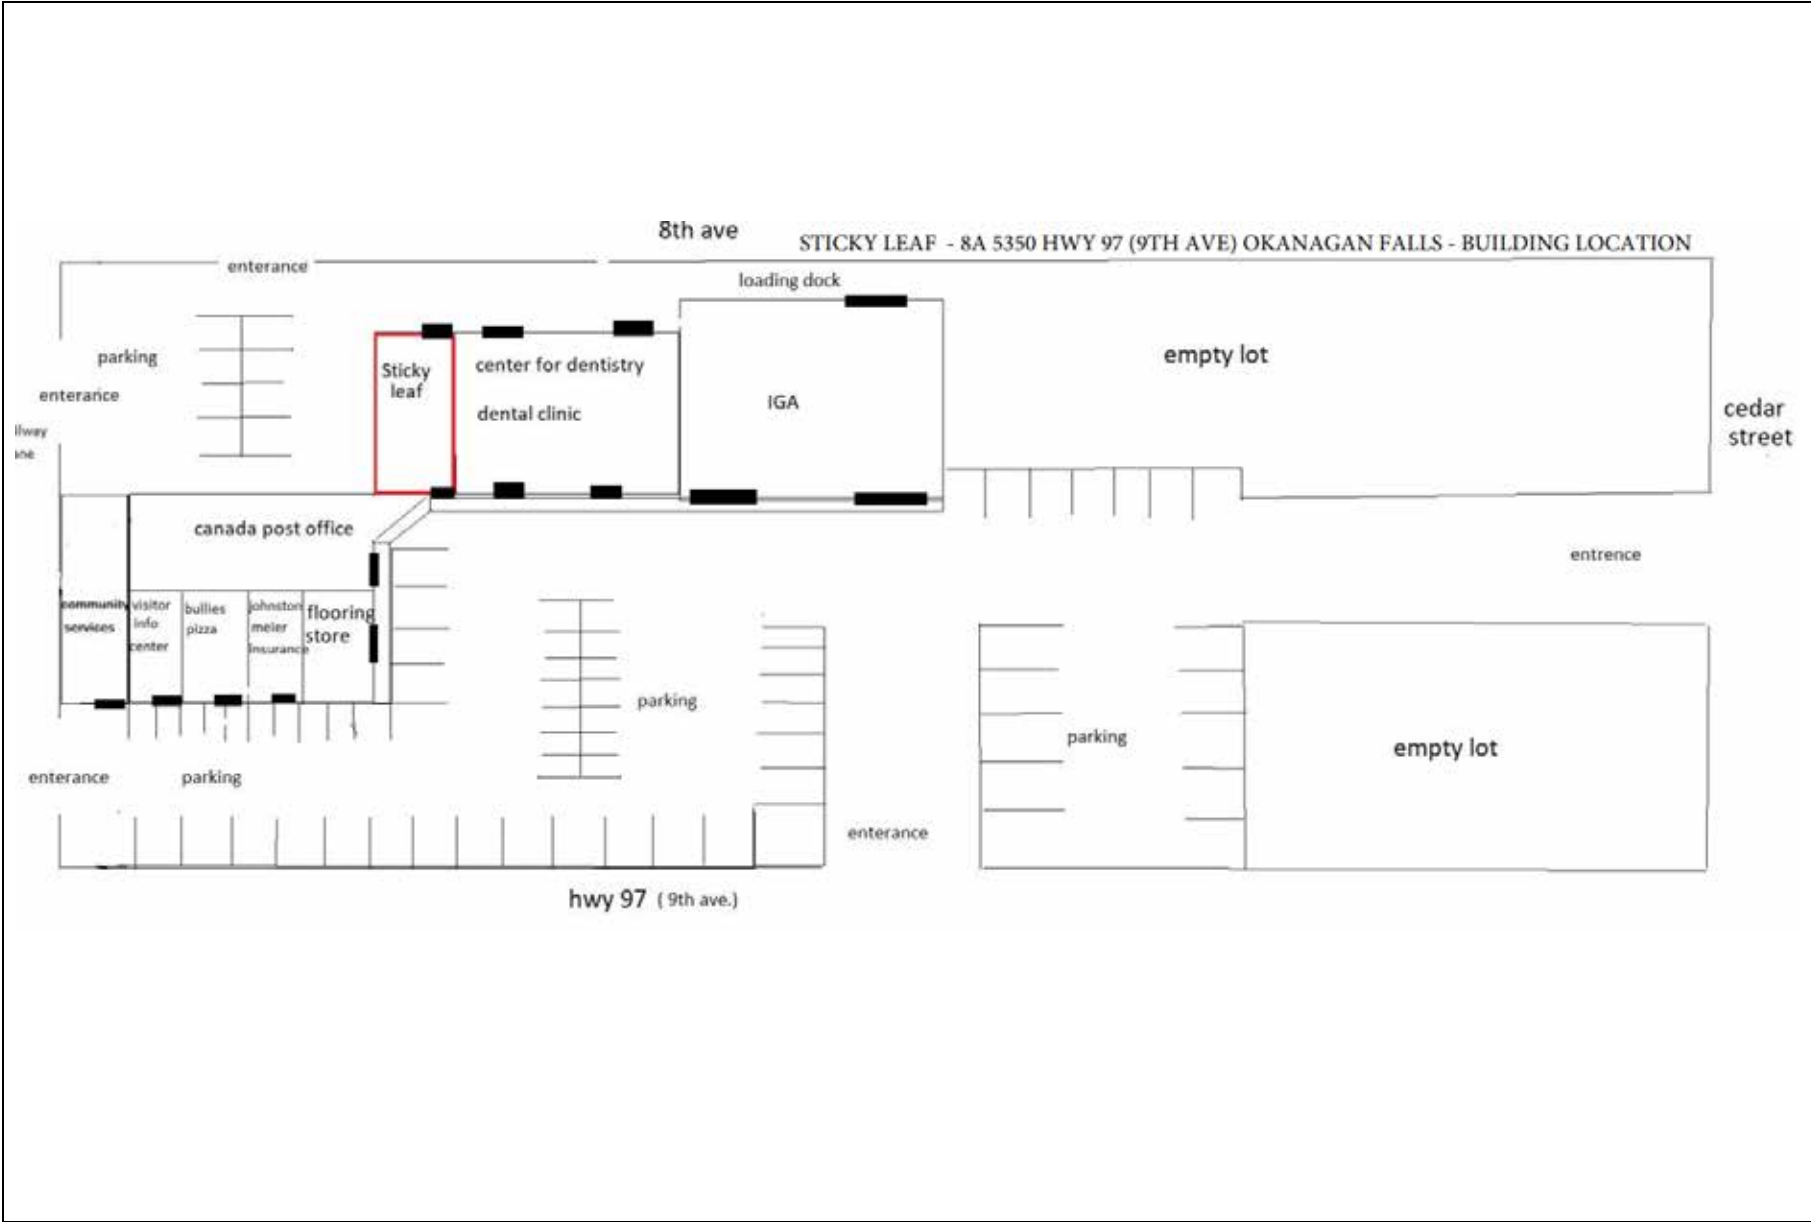 8th ave
STICKY LEAF - 8A 5350 HWY 97 (9TH AVE) OKANAGAN FALLS - BUILDING LOCATION
enterance
loading dock
parking
enterance
Sticky
leaf
center for dentistry
dental clinic
IGA
empty lot
cedar
street
canada post office
entrence
community
services
visitor
info
center
bullies
pizza
johnston
meier
insurance
flooring
store
parking
parking
empty lot
enterance
parking
enterance
hwy 97 ( 9th ave.)